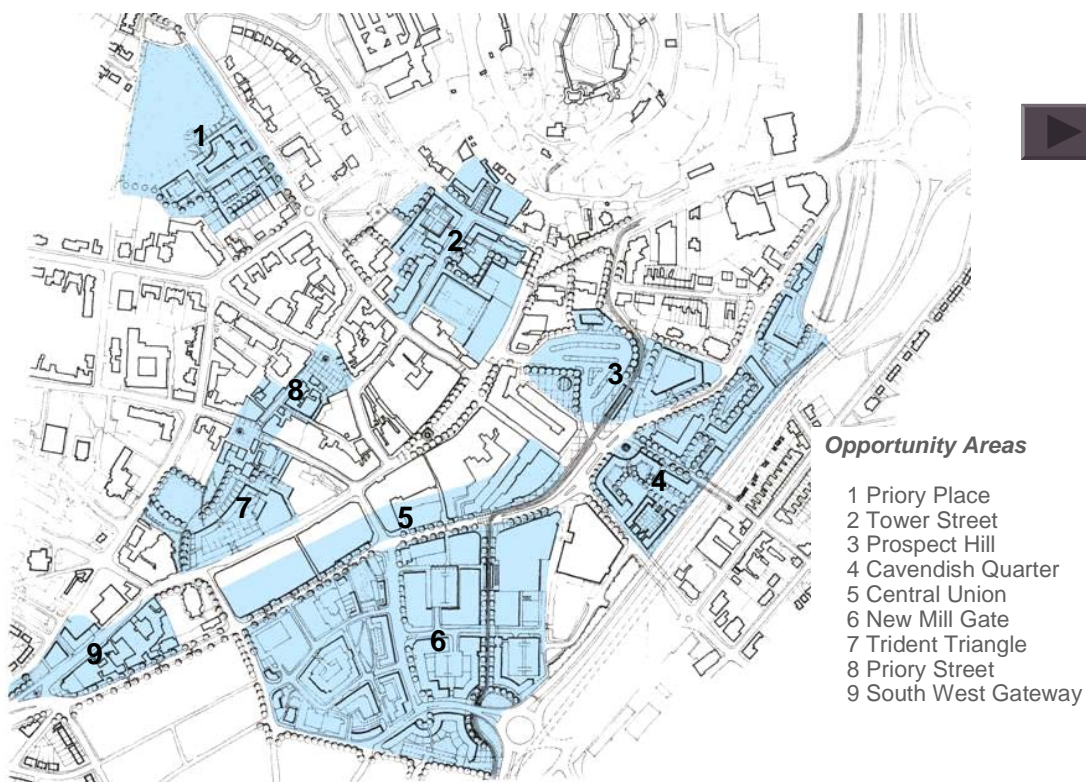 1
2
3
8
4
7
5
6
9
Opportunity Areas
1 Priory Place
2 Tower Street
3 Prospect Hill
4 Cavendish Quarter
5 Central Union
6 New Mill Gate
7 Trident Triangle
8 Priory Street
9 South West Gateway